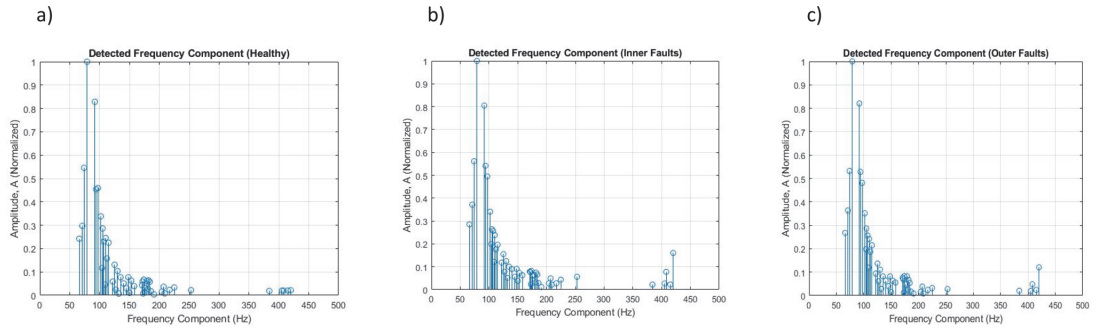 a)
b)
c)
Detected Frequency Component (Healthy)
Amplitude, A (Normalized)
1
0.9
0.8
0.7
0.6
0.5
0.4
0.3
0.2
0.1
0
0 50 100 150 200 250 300 350 400 450 500
Frequency Component (Hz)
Detected Frequency Component (Inner Faults)
Amplitude, A (Normalized)
1
0.9
0.8
0.7
0.6
0.5
0.4
0.3
0.2
0.1
0
0 50 100 150 200 250 300 350 400 450 500
Frequency Component (Hz)
Detected Frequency Component (Outer Faults)
Amplitude, A (Normalized)
1
0.9
0.8
0.7
0.6
0.5
0.4
0.3
0.2
0.1
0
0 50 100 150 200 250 300 350 400 450 500
Frequency Component (Hz)